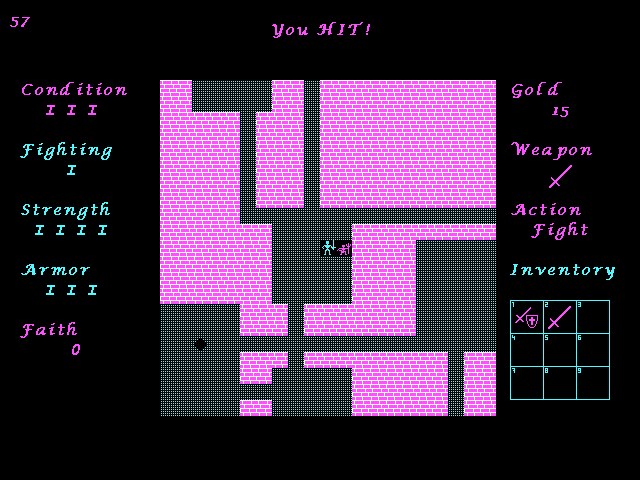 57
You HIT!
Condition
I I I
Fighting
I
Strength
I I I I
Armor
I I I
Faith
0
Gold
15
Weapon
Action
Fight
Inventory
1 2 3
4 5 6
7 8 9